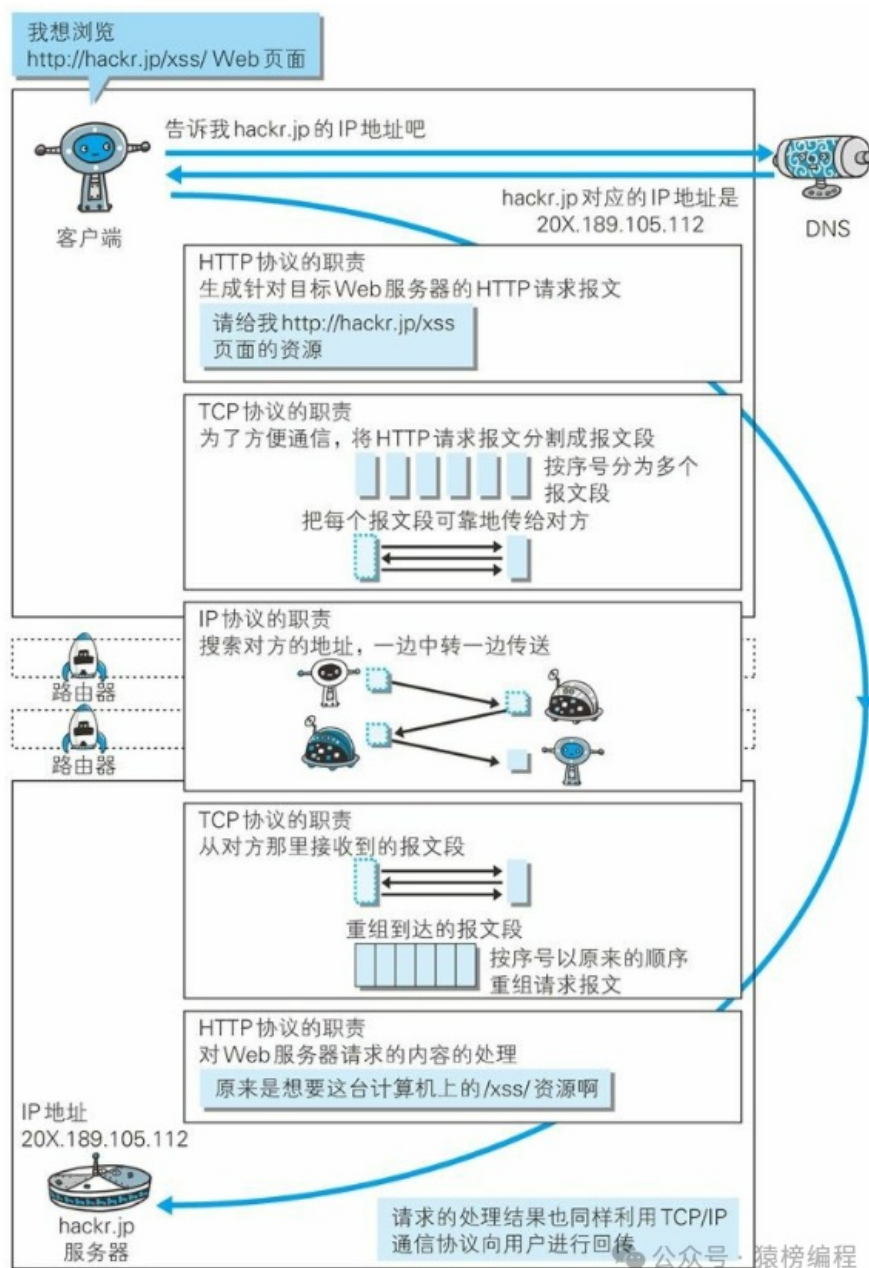 我想浏览
http://hackr.jp/xss/ Web页面
告诉我hackr.jp的IP地址吧
hackr.jp对应的IP地址是
20X.189.105.112
客户端
DNS
HTTP协议的职责
生成针对目标Web服务器的HTTP请求报文
请给我http://hackr.jp/xss
页面的资源
TCP协议的职责
为了方便通信，将HTTP请求报文分割成报文段
按序号分为多个
报文段
把每个报文段可靠地传给对方
IP协议的职责
搜索对方的地址，一边中转一边传送
路由器
路由器
TCP协议的职责
从对方那里接收到的报文段
重组到达的报文段
按序号以原来的顺序
重组请求报文
HTTP协议的职责
对Web服务器请求的内容的处理
原来是想要这台计算机上的/xss/资源啊
IP地址
20X.189.105.112
hackr.jp
服务器
请求的处理结果也同样利用TCP/IP
通信协议向用户进行回传
公众号·猿榜编程